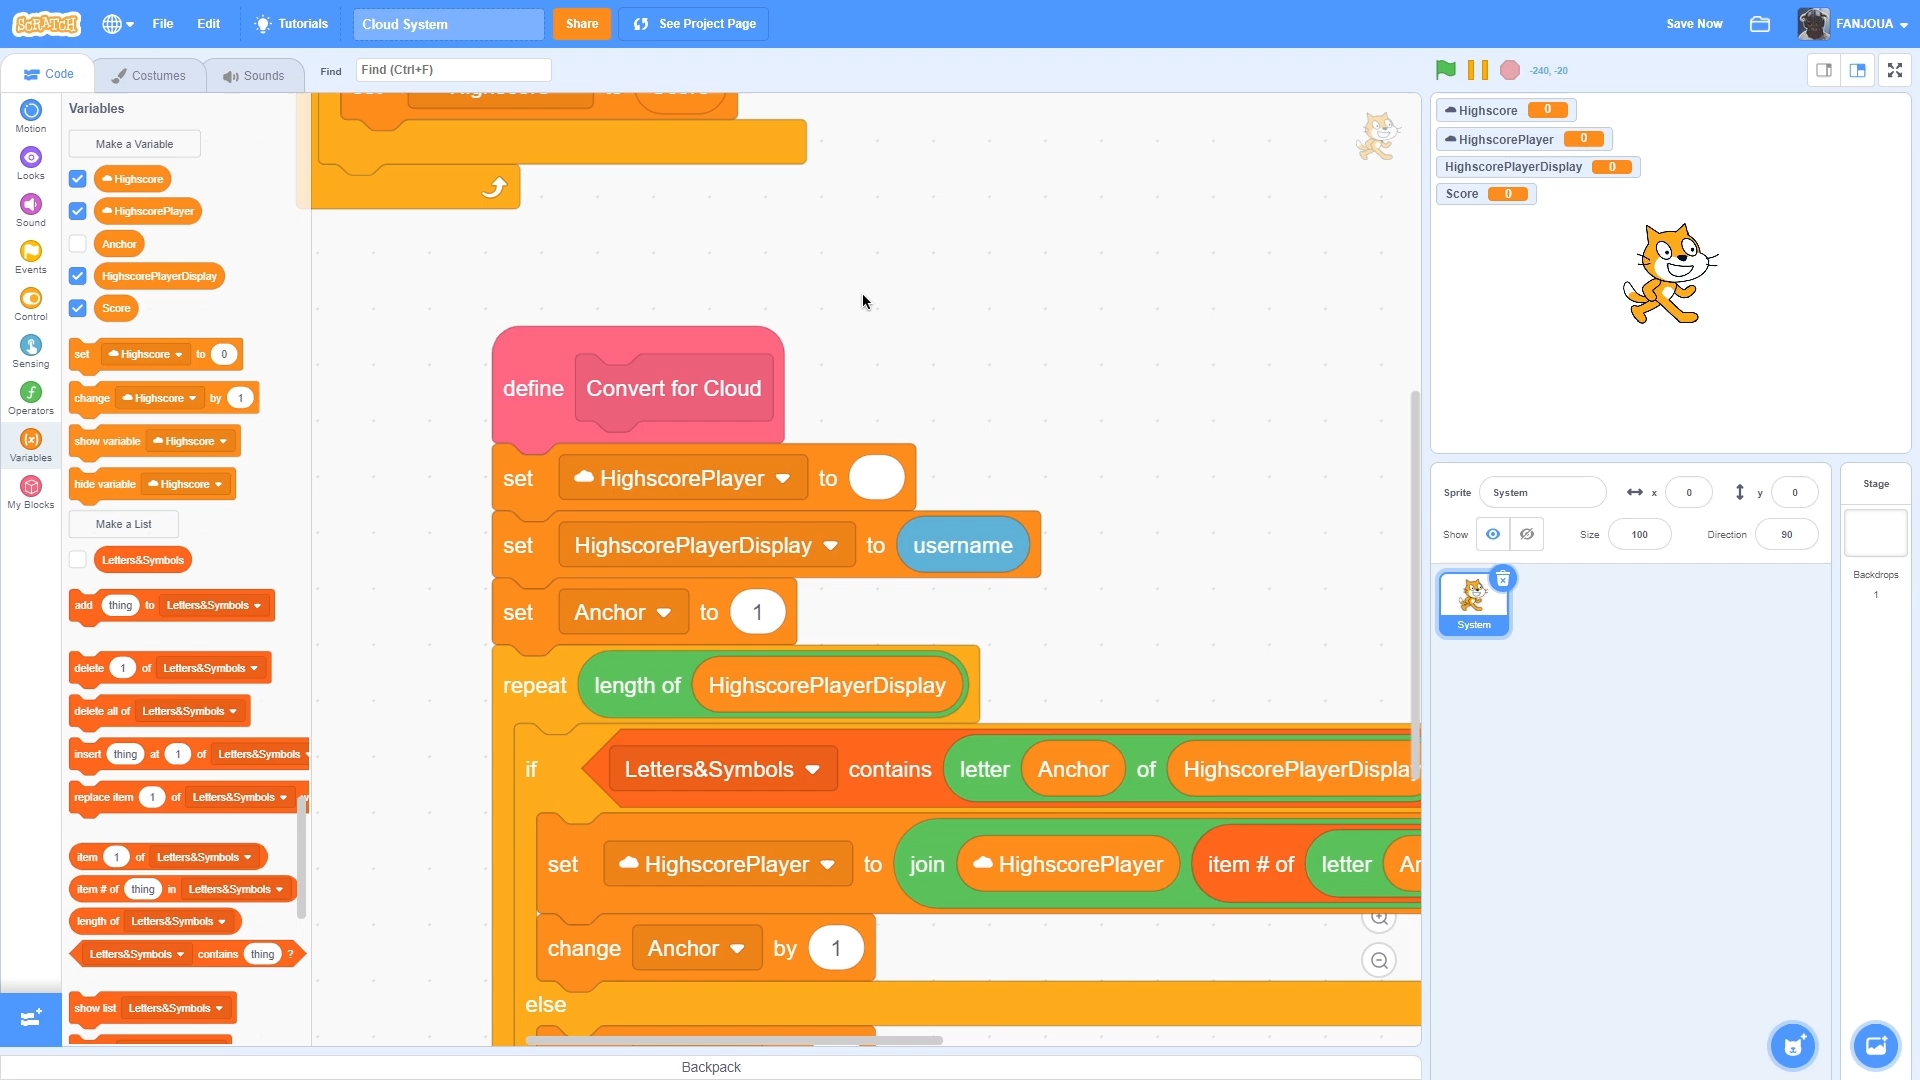 SCRATCH
File
Edit
Tutorials
Cloud System
Share
See Project Page
Save Now
FANJOUA
Code
Costumes
Sounds
Find
Find (Ctrl+F)
-240, -20
Motion
Looks
Sound
Events
Control
Sensing
Operators
Variables
My Blocks
Variables
Make a Variable
Highscore
HighscorePlayer
Anchor
HighscorePlayerDisplay
Score
set Highscore to 0
change Highscore by 1
show variable Highscore
hide variable Highscore
Make a List
Letters&Symbols
add thing to Letters&Symbols
delete 1 of Letters&Symbols
delete all of Letters&Symbols
insert thing at 1 of Letters&Symbols
replace item 1 of Letters&Symbols
item 1 of Letters&Symbols
item # of thing in Letters&Symbols
length of Letters&Symbols
Letters&Symbols contains thing ?
show list Letters&Symbols
define Convert for Cloud
set HighscorePlayer to
set HighscorePlayerDisplay to username
set Anchor to 1
repeat length of HighscorePlayerDisplay
if Letters&Symbols contains letter Anchor of HighscorePlayerDisplay
set HighscorePlayer to join HighscorePlayer item # of letter An
change Anchor by 1
else
Backpack
Highscore 0
HighscorePlayer 0
HighscorePlayerDisplay 0
Score 0
Sprite System x 0 y 0
Show Size 100 Direction 90
System
Stage
Backdrops
1